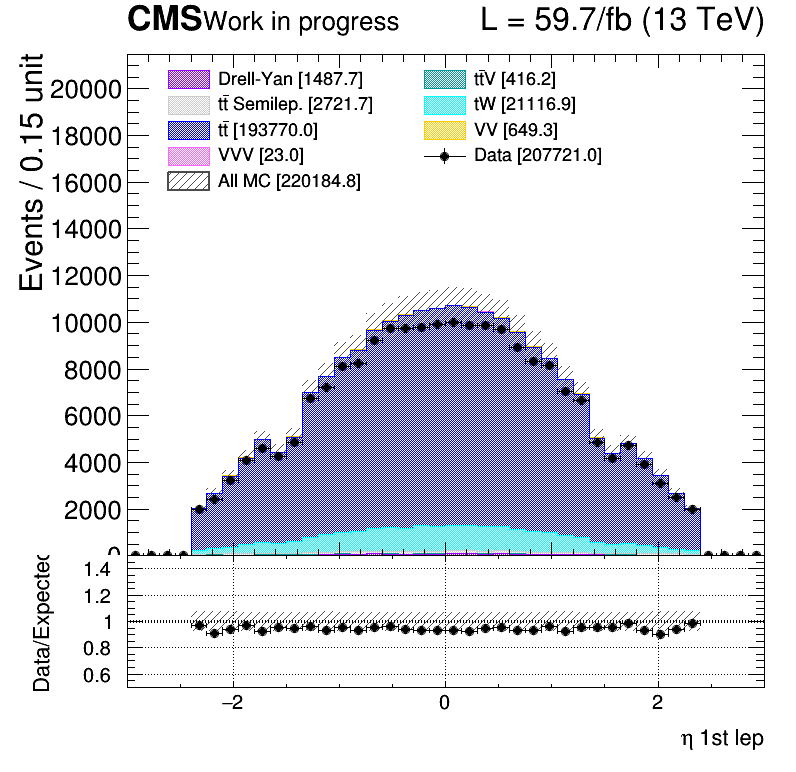 CMS Work in progress L = 59.7/fb (13 TeV)
Drell-Yan [1487.7] tt̄V [416.2]
tt̄ Semilep. [2721.7] tW [21116.9]
tt̄ [193770.0] VV [649.3]
VVV [23.0] Data [207721.0]
All MC [220184.8]
Events / 0.15 unit
20000
18000
16000
14000
12000
10000
8000
6000
4000
2000
0
Data/Expected
1.4
1.2
1
0.8
0.6
−2 0 2
η 1st lep